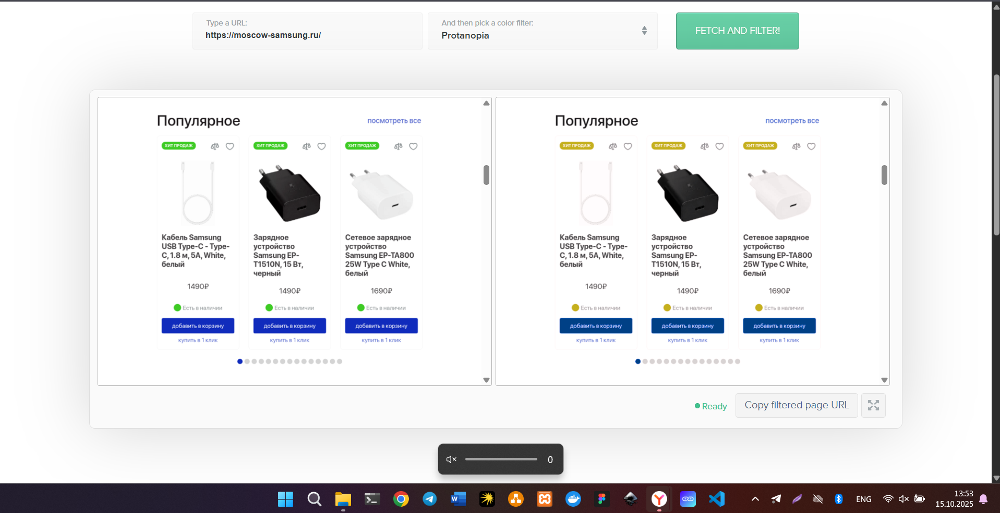 Type a URL:
https://moscow-samsung.ru/
And then pick a color filter:
Protanopia
FETCH AND FILTER!
Популярное
посмотреть все
ХИТ ПРОДАЖ
ХИТ ПРОДАЖ
ХИТ ПРОДАЖ
Кабель Samsung
USB Type-C - Type-
C, 1.8 м, 5A, White,
белый
1490₽
Есть в наличии
добавить в корзину
купить в 1 клик
Зарядное
устройство
Samsung EP-
T1510N, 15 Вт,
черный
1490₽
Есть в наличии
добавить в корзину
купить в 1 клик
Сетевое зарядное
устройство
Samsung EP-TA800
25W Type C White,
белый
1690₽
Есть в наличии
добавить в корзину
купить в 1 клик
Популярное
посмотреть все
ХИТ ПРОДАЖ
ХИТ ПРОДАЖ
ХИТ ПРОДАЖ
Кабель Samsung
USB Type-C - Type-
C, 1.8 м, 5A, White,
белый
1490₽
Есть в наличии
добавить в корзину
купить в 1 клик
Зарядное
устройство
Samsung EP-
T1510N, 15 Вт,
черный
1490₽
Есть в наличии
добавить в корзину
купить в 1 клик
Сетевое зарядное
устройство
Samsung EP-TA800
25W Type C White,
белый
1690₽
Есть в наличии
добавить в корзину
купить в 1 клик
Ready
Copy filtered page URL
0
ENG
13:53
15.10.2025